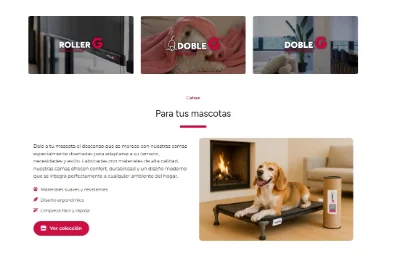 ROLLER G
DOBLE G
DOBLE G
Camas
Para tus mascotas
Dale a tu mascota el descanso que se merece con nuestras camas
especialmente diseñadas para adaptarse a su tamaño,
necesidades y estilo. Fabricadas con materiales de alta calidad,
nuestras camas ofrecen confort, durabilidad y un diseño moderno
que se integra perfectamente a cualquier ambiente del hogar.
Materiales suaves y resistentes
Diseño ergonómico
Limpieza fácil y rápida
Ver colección